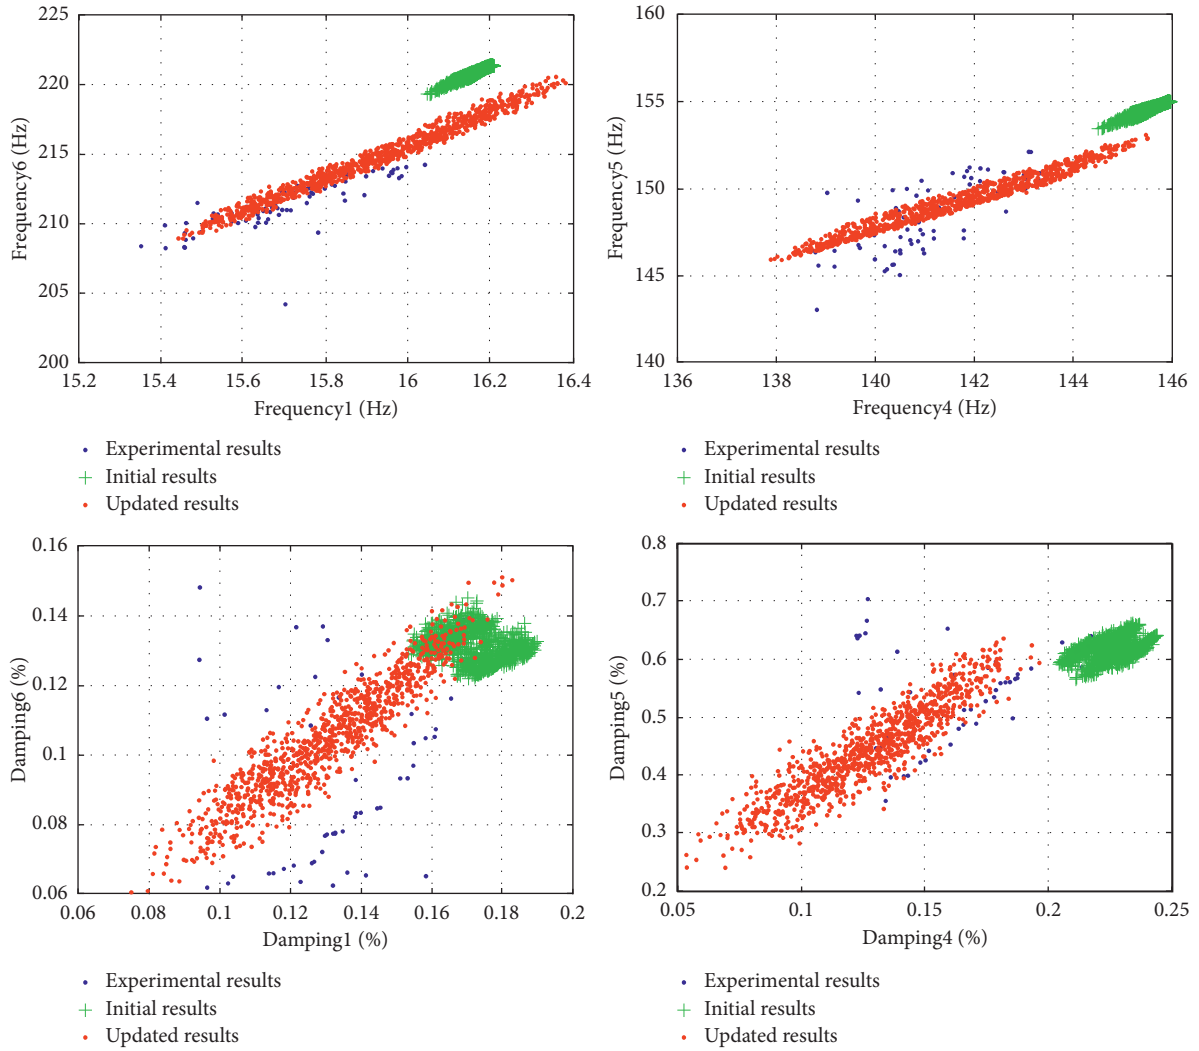 225
220
215
210
205
200
Frequency6 (Hz)
15.2 15.4 15.6 15.8 16 16.2 16.4
Frequency1 (Hz)
Experimental results
Initial results
Updated results
160
155
150
145
140
Frequency5 (Hz)
136 138 140 142 144 146
Frequency4 (Hz)
Experimental results
Initial results
Updated results
0.16
0.14
0.12
0.1
0.08
0.06
Damping6 (%)
0.06 0.08 0.1 0.12 0.14 0.16 0.18 0.2
Damping1 (%)
Experimental results
Initial results
Updated results
0.8
0.7
0.6
0.5
0.4
0.3
0.2
Damping5 (%)
0.05 0.1 0.15 0.2 0.25
Damping4 (%)
Experimental results
Initial results
Updated results